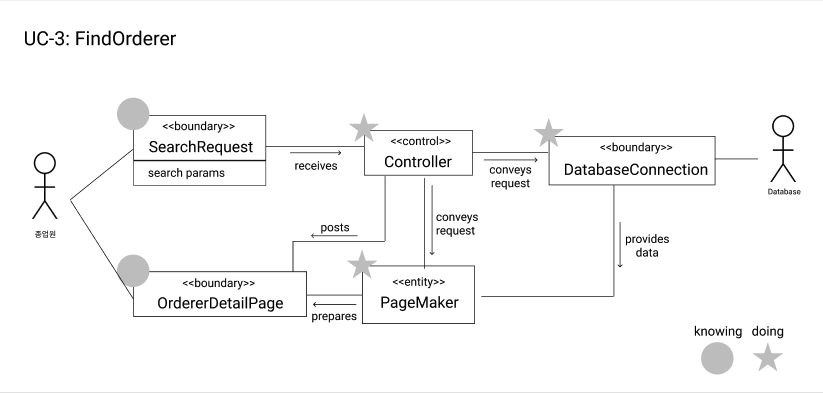 UC-3: FindOrderer
<<boundary>>
SearchRequest
search params
receives
<<control>>
Controller
conveys
request
<<boundary>>
DatabaseConnection
Database
종업원
posts
conveys
request
provides
data
<<boundary>>
OrdererDetailPage
prepares
<<entity>>
PageMaker
knowing
doing